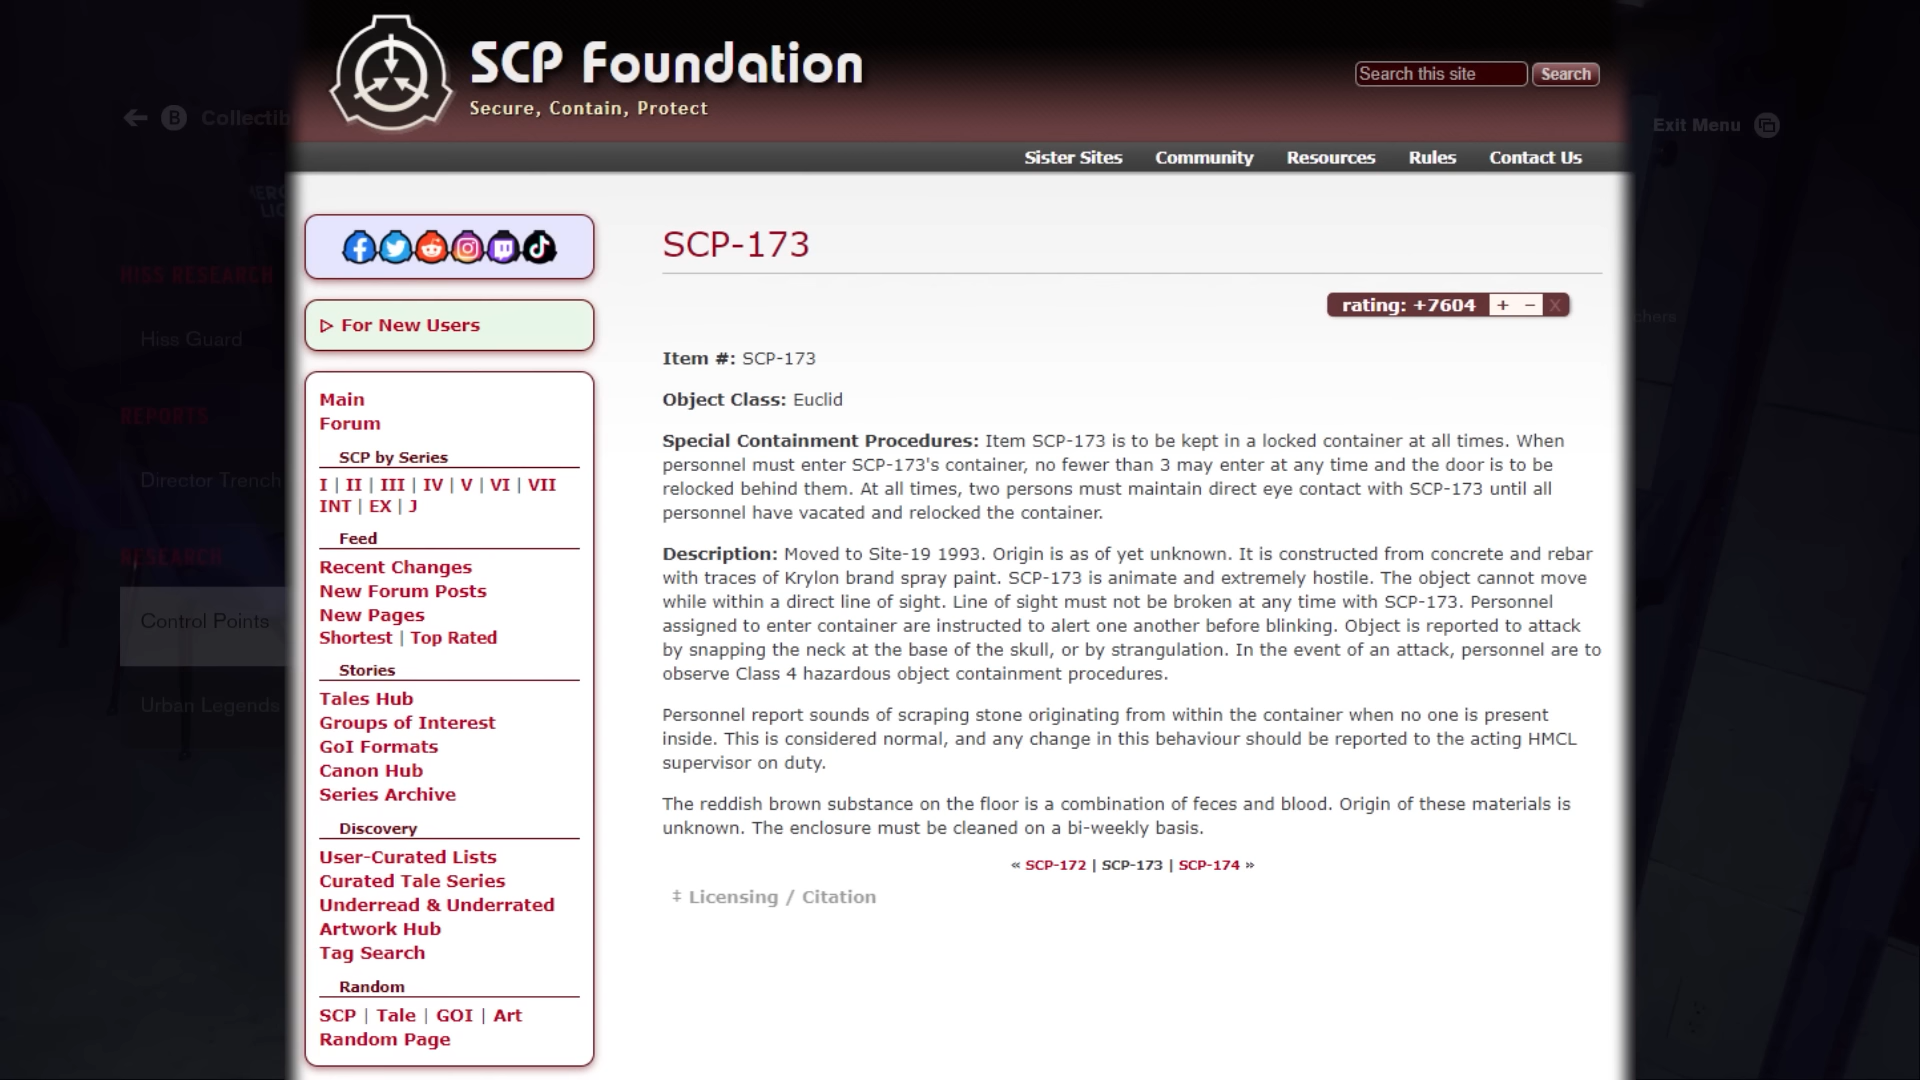 SCP Foundation
Secure, Contain, Protect
Search this site
Search
Collectib
Exit Menu
Sister Sites
Community
Resources
Rules
Contact Us
HISS RESEARCH
Hiss Guard
REPORTS
Director Trench
RESEARCH
Control Points
Urban Legends
▷ For New Users
Main
Forum
SCP by Series
I | II | III | IV | V | VI | VII
INT | EX | J
Feed
Recent Changes
New Forum Posts
New Pages
Shortest | Top Rated
Stories
Tales Hub
Groups of Interest
GoI Formats
Canon Hub
Series Archive
Discovery
User-Curated Lists
Curated Tale Series
Underread & Underrated
Artwork Hub
Tag Search
Random
SCP | Tale | GOI | Art
Random Page
SCP-173
rating: +7604 + − X
Item #: SCP-173
Object Class: Euclid
Special Containment Procedures: Item SCP-173 is to be kept in a locked container at all times. When
personnel must enter SCP-173's container, no fewer than 3 may enter at any time and the door is to be
relocked behind them. At all times, two persons must maintain direct eye contact with SCP-173 until all
personnel have vacated and relocked the container.
Description: Moved to Site-19 1993. Origin is as of yet unknown. It is constructed from concrete and rebar
with traces of Krylon brand spray paint. SCP-173 is animate and extremely hostile. The object cannot move
while within a direct line of sight. Line of sight must not be broken at any time with SCP-173. Personnel
assigned to enter container are instructed to alert one another before blinking. Object is reported to attack
by snapping the neck at the base of the skull, or by strangulation. In the event of an attack, personnel are to
observe Class 4 hazardous object containment procedures.
Personnel report sounds of scraping stone originating from within the container when no one is present
inside. This is considered normal, and any change in this behaviour should be reported to the acting HMCL
supervisor on duty.
The reddish brown substance on the floor is a combination of feces and blood. Origin of these materials is
unknown. The enclosure must be cleaned on a bi-weekly basis.
« SCP-172 | SCP-173 | SCP-174 »
‡ Licensing / Citation